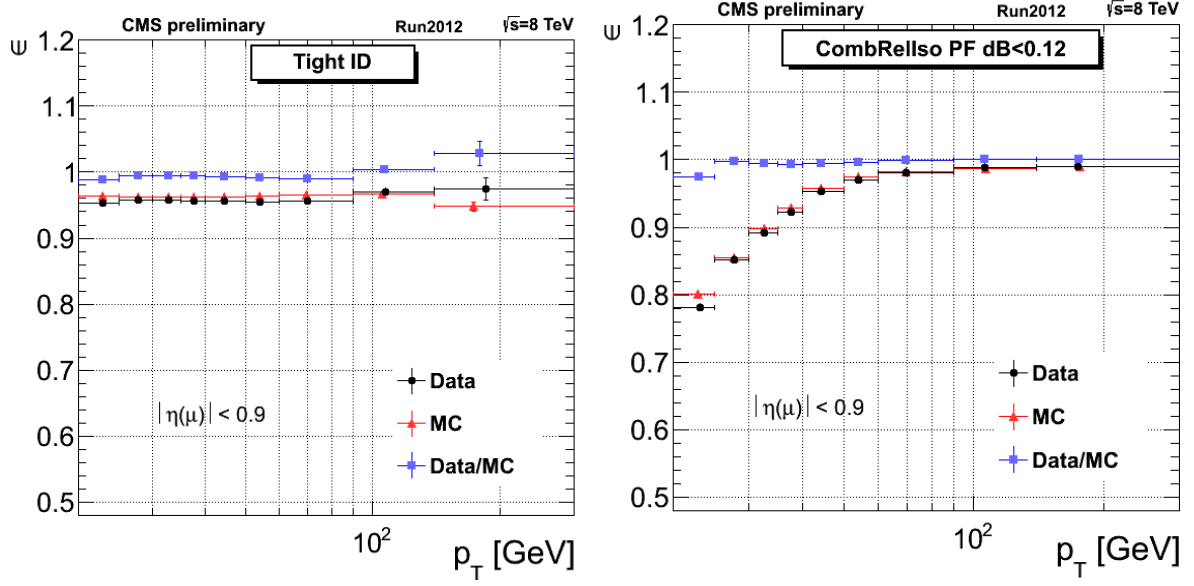 CMS preliminary Run2012 √s=8 TeV
∈
Tight ID
1.2
1.1
1
0.9
0.8
0.7
0.6
0.5
|η(μ)| < 0.9
Data
MC
Data/MC
10²
p_T [GeV]
CMS preliminary Run2012 √s=8 TeV
∈
CombRelIso PF dB<0.12
1.2
1.1
1
0.9
0.8
0.7
0.6
0.5
|η(μ)| < 0.9
Data
MC
Data/MC
10²
p_T [GeV]